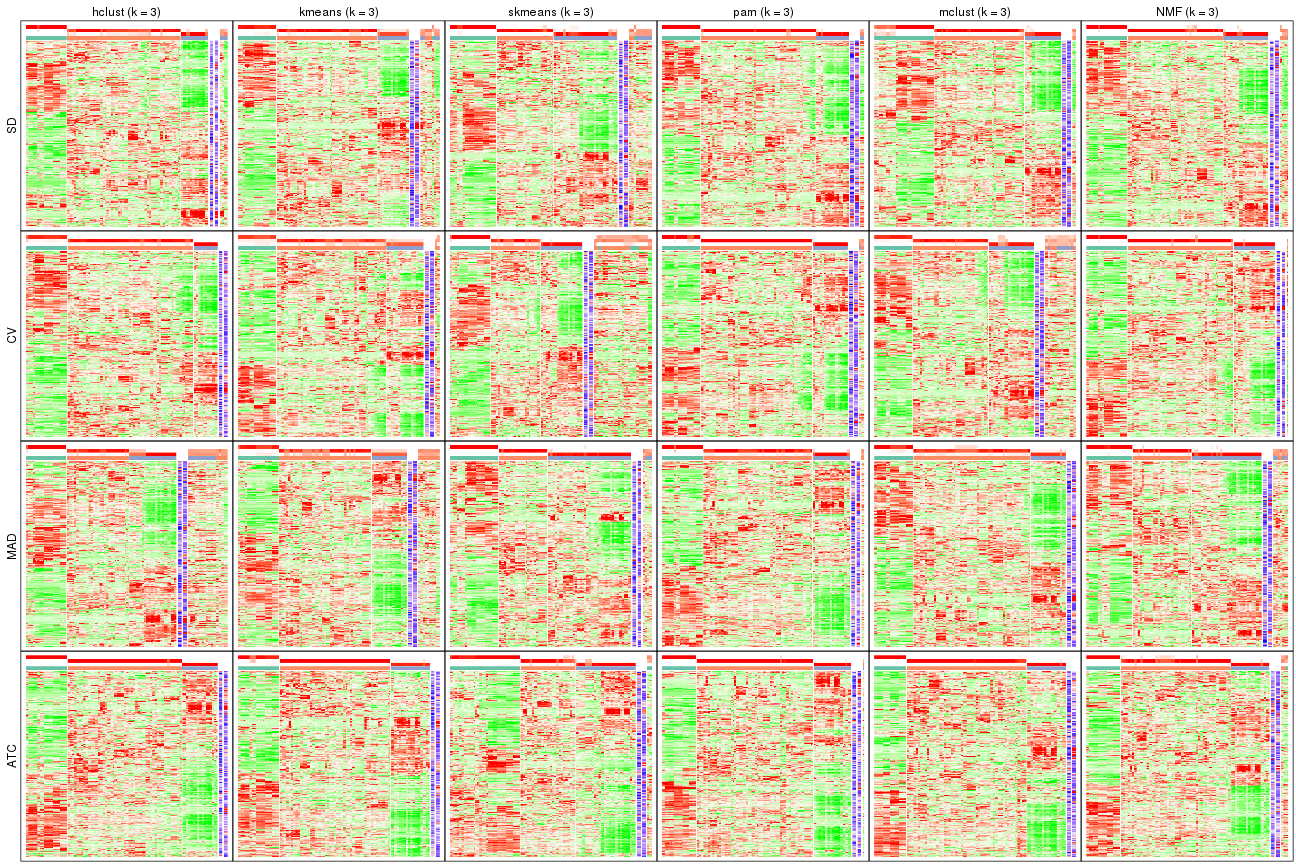 hclust (k = 3) kmeans (k = 3) skmeans (k = 3) pam (k = 3) mclust (k = 3) NMF (k = 3)
SD
CV
MAD
ATC